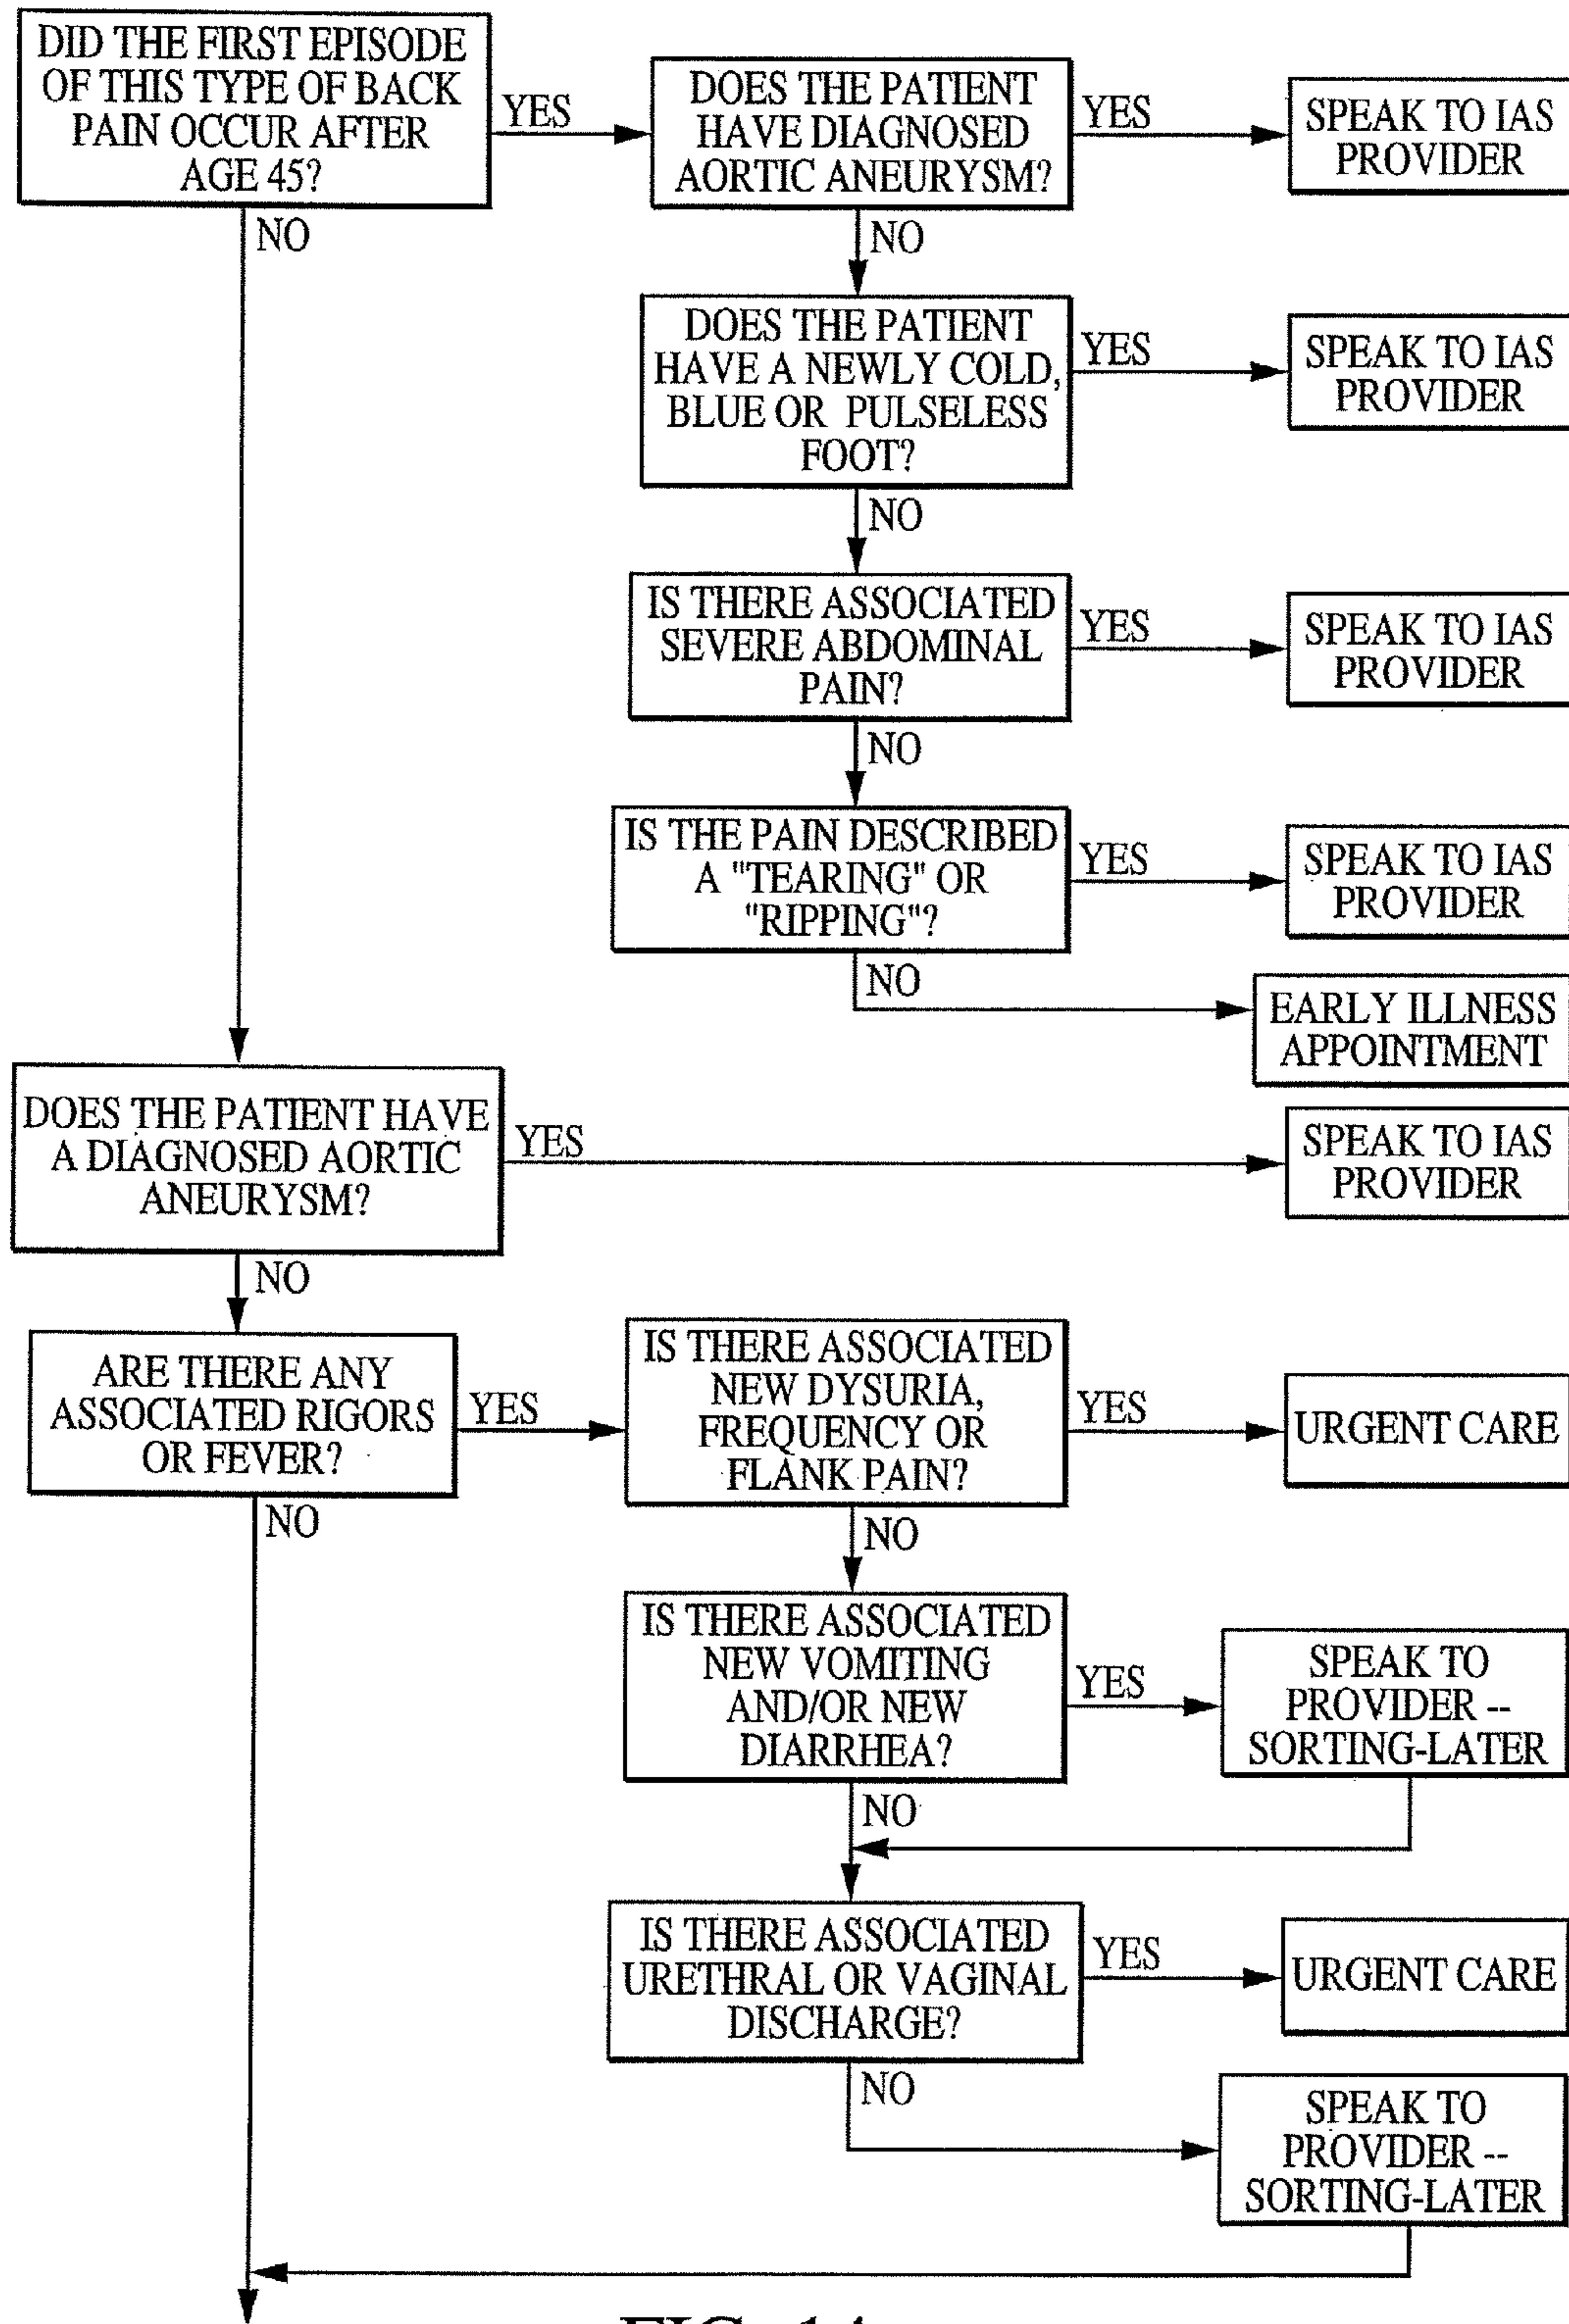 DID THE FIRST EPISODE
OF THIS TYPE OF BACK
PAIN OCCUR AFTER
AGE 45?
YES
DOES THE PATIENT
HAVE DIAGNOSED
AORTIC ANEURYSM?
YES
SPEAK TO IAS
PROVIDER
NO
NO
DOES THE PATIENT
HAVE A NEWLY COLD,
BLUE OR PULSELESS
FOOT?
YES
SPEAK TO IAS
PROVIDER
NO
IS THERE ASSOCIATED
SEVERE ABDOMINAL
PAIN?
YES
SPEAK TO IAS
PROVIDER
NO
IS THE PAIN DESCRIBED
A "TEARING" OR
"RIPPING"?
YES
SPEAK TO IAS
PROVIDER
NO
EARLY ILLNESS
APPOINTMENT
DOES THE PATIENT HAVE
A DIAGNOSED AORTIC
ANEURYSM?
YES
SPEAK TO IAS
PROVIDER
NO
ARE THERE ANY
ASSOCIATED RIGORS
OR FEVER?
YES
IS THERE ASSOCIATED
NEW DYSURIA,
FREQUENCY OR
FLANK PAIN?
YES
URGENT CARE
NO
NO
IS THERE ASSOCIATED
NEW VOMITING
AND/OR NEW
DIARRHEA?
YES
SPEAK TO
PROVIDER --
SORTING-LATER
NO
IS THERE ASSOCIATED
URETHRAL OR VAGINAL
DISCHARGE?
YES
URGENT CARE
NO
SPEAK TO
PROVIDER --
SORTING-LATER